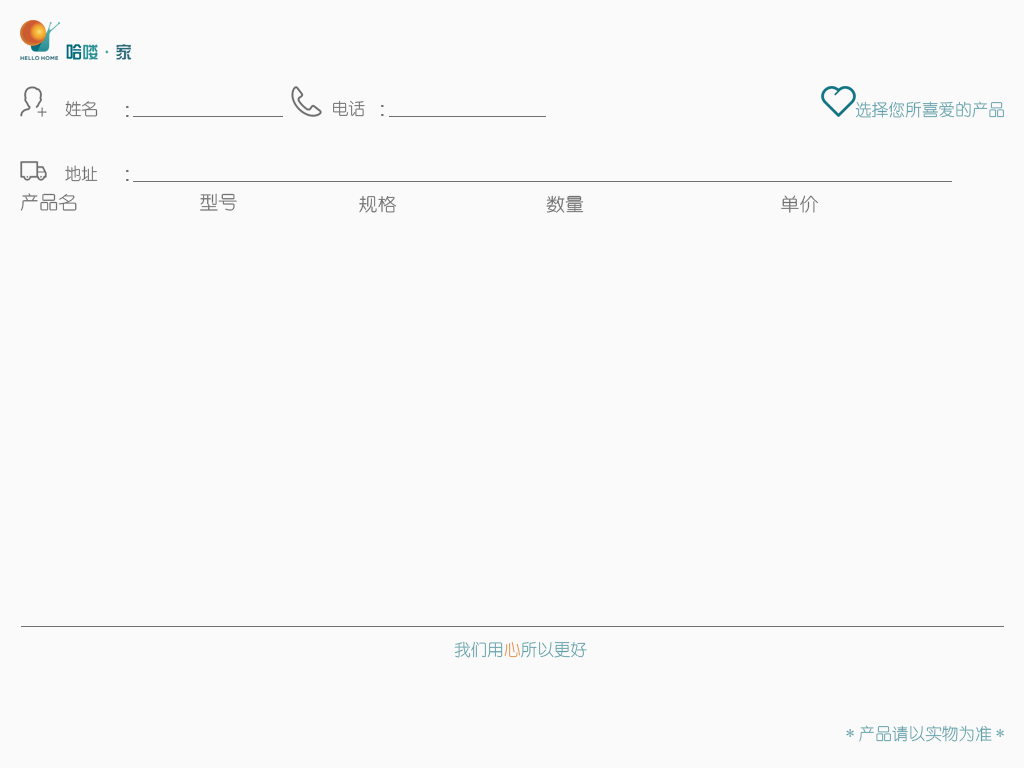 HELLO HOME 哈喽·家
姓名 : 电话 : 选择您所喜爱的产品
地址 :
产品名 型号 规格 数量 单价
我们用心所以更好
* 产品请以实物为准 *